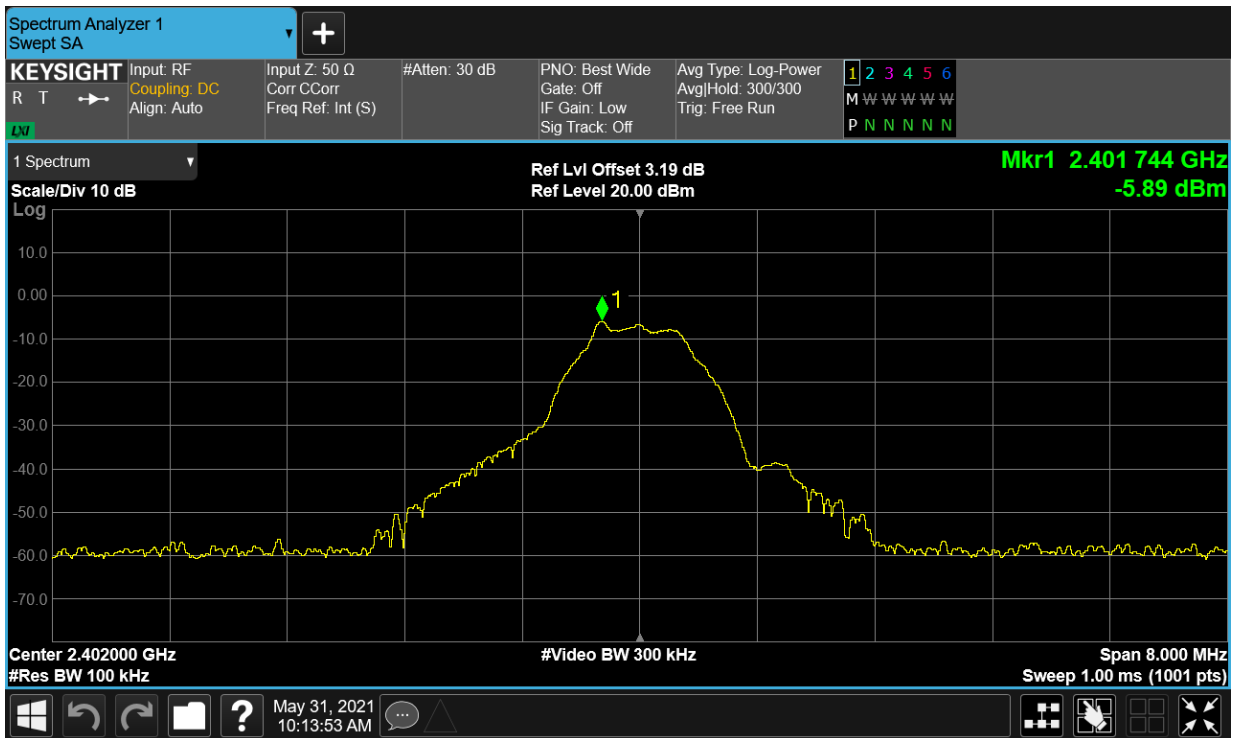 Spectrum Analyzer 1
Swept SA
▼
+
KEYSIGHT
R T
LXI
Input: RF
Coupling: DC
Align: Auto
Input Z: 50 Ω
Corr CCorr
Freq Ref: Int (S)
#Atten: 30 dB
PNO: Best Wide
Gate: Off
IF Gain: Low
Sig Track: Off
Avg Type: Log-Power
Avg|Hold: 300/300
Trig: Free Run
1 2 3 4 5 6
M W W W W W
P N N N N N
1 Spectrum ▼
Scale/Div 10 dB
Log
Ref Lvl Offset 3.19 dB
Ref Level 20.00 dBm
Mkr1 2.401 744 GHz
-5.89 dBm
10.0
0.00
1
-10.0
-20.0
-30.0
-40.0
-50.0
-60.0
-70.0
Center 2.402000 GHz
#Res BW 100 kHz
#Video BW 300 kHz
Span 8.000 MHz
Sweep 1.00 ms (1001 pts)
?
May 31, 2021
10:13:53 AM